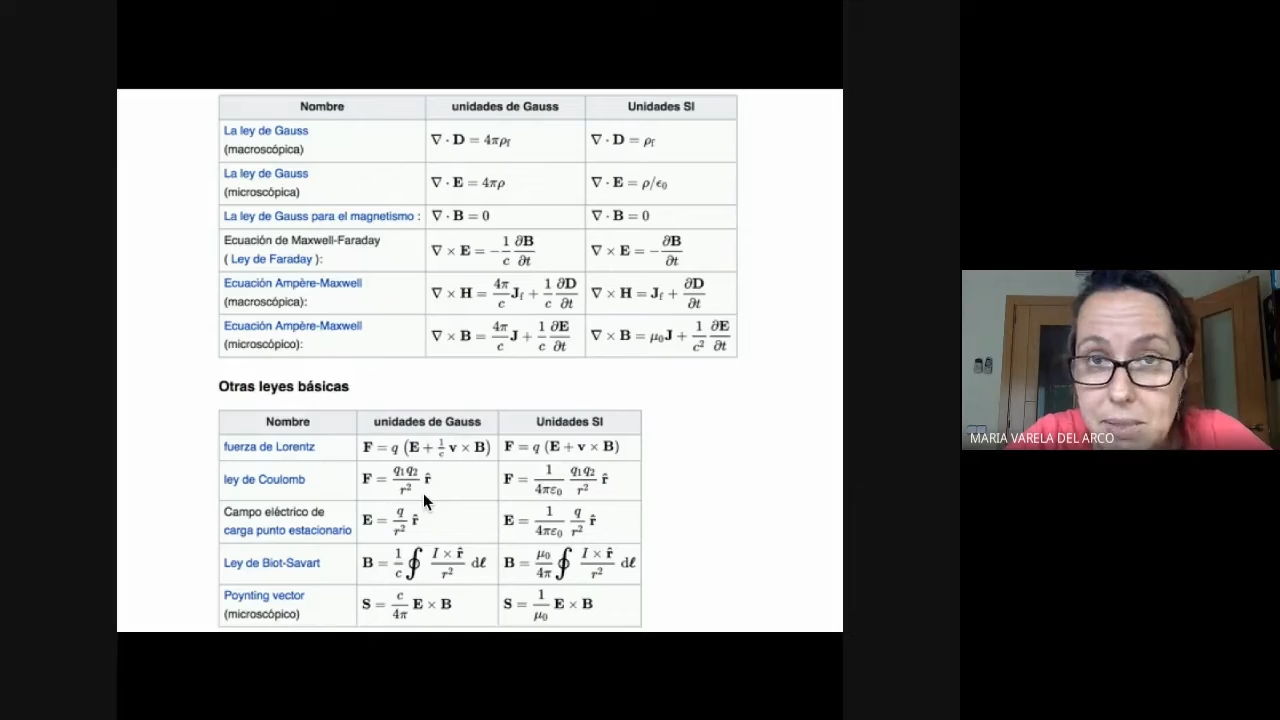 Nombre unidades de Gauss Unidades SI
La ley de Gauss
(macroscópica) ∇ · D = 4πρf ∇ · D = ρf
La ley de Gauss
(microscópica) ∇ · E = 4πρ ∇ · E = ρ/ϵ0
La ley de Gauss para el magnetismo : ∇ · B = 0 ∇ · B = 0
Ecuación de Maxwell-Faraday
( Ley de Faraday ): ∇ × E = −1/c ∂B/∂t ∇ × E = −∂B/∂t
Ecuación Ampère-Maxwell
(macroscópica): ∇ × H = 4π/c Jf + 1/c ∂D/∂t ∇ × H = Jf + ∂D/∂t
Ecuación Ampère-Maxwell
(microscópico): ∇ × B = 4π/c J + 1/c ∂E/∂t ∇ × B = μ0J + 1/c² ∂E/∂t
Otras leyes básicas
Nombre unidades de Gauss Unidades SI
fuerza de Lorentz F = q (E + 1/c v × B) F = q (E + v × B)
ley de Coulomb F = q1q2/r² r̂ F = 1/4πε0 q1q2/r² r̂
Campo eléctrico de
carga punto estacionario E = q/r² r̂ E = 1/4πε0 q/r² r̂
Ley de Biot-Savart B = 1/c ∮ I × r̂/r² dℓ B = μ0/4π ∮ I × r̂/r² dℓ
Poynting vector
(microscópico) S = c/4π E × B S = 1/μ0 E × B
MARIA VARELA DEL ARCO